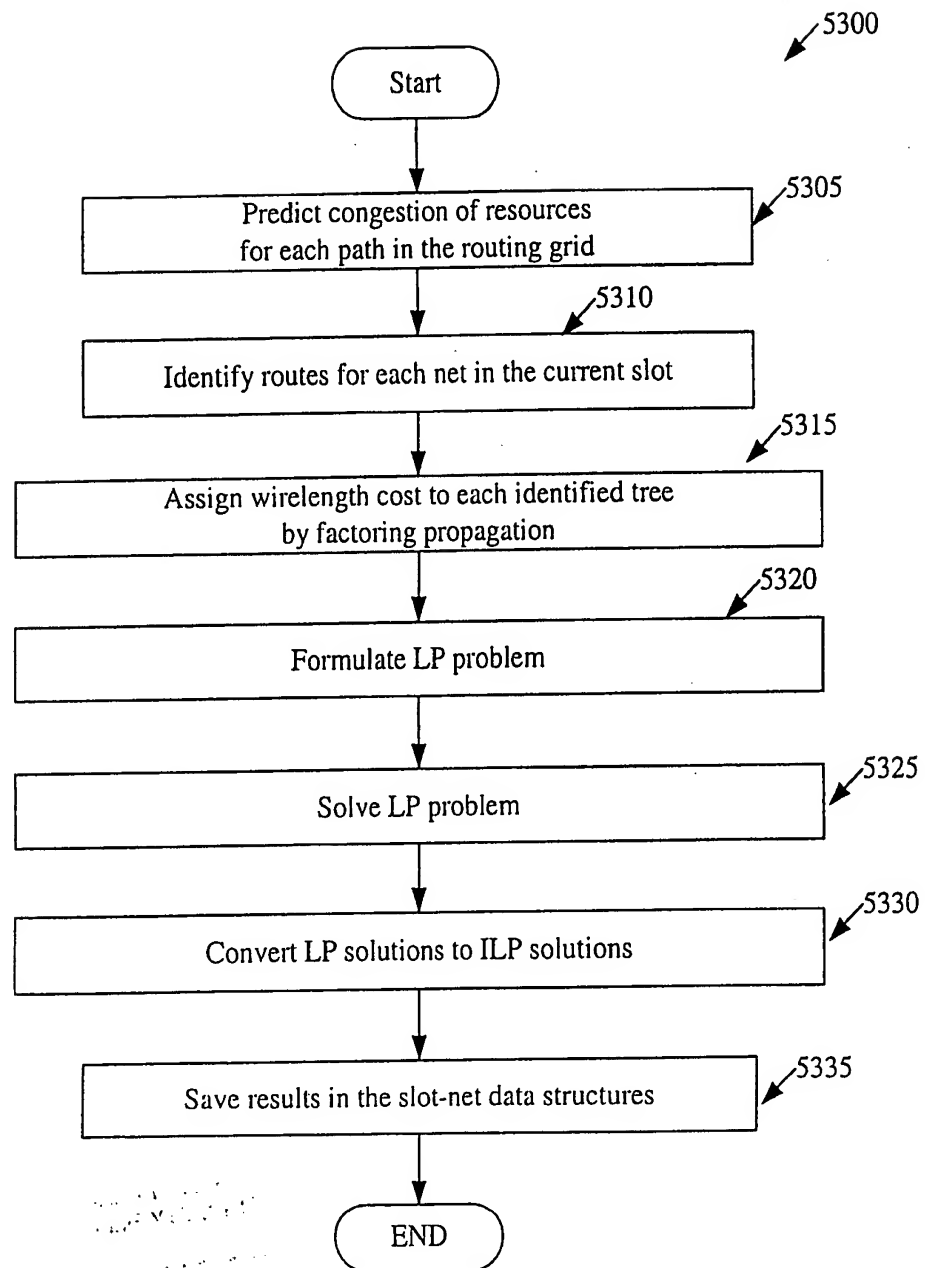 5300
Start
5305
Predict congestion of resources
for each path in the routing grid
5310
Identify routes for each net in the current slot
5315
Assign wirelength cost to each identified tree
by factoring propagation
5320
Formulate LP problem
5325
Solve LP problem
5330
Convert LP solutions to ILP solutions
5335
Save results in the slot-net data structures
END